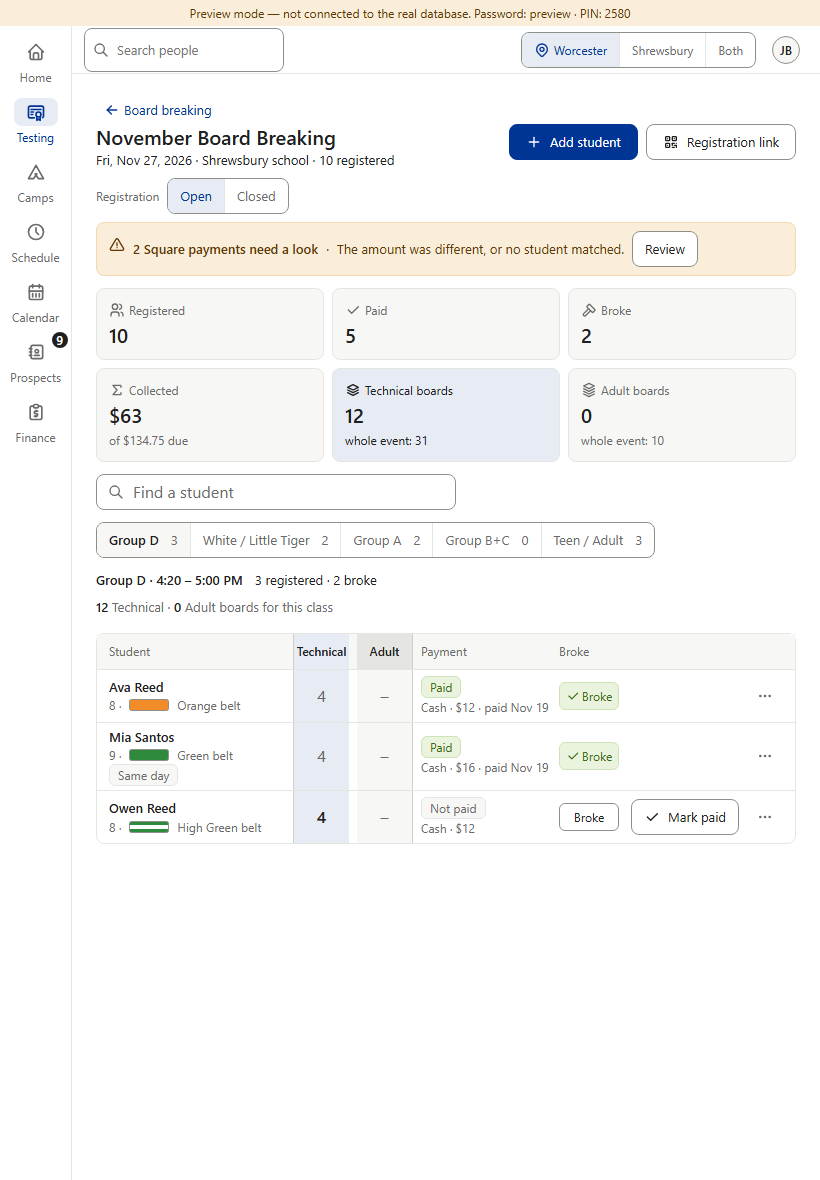 Preview mode — not connected to the real database. Password: preview · PIN: 2580
Search people
Worcester
Shrewsbury
Both
JB
Home
Testing
Camps
Schedule
Calendar
9
Prospects
Finance
← Board breaking
November Board Breaking
Fri, Nov 27, 2026 · Shrewsbury school · 10 registered
+ Add student
Registration link
Registration
Open
Closed
2 Square payments need a look · The amount was different, or no student matched.
Review
Registered
10
Paid
5
Broke
2
Collected
$63
of $134.75 due
Technical boards
12
whole event: 31
Adult boards
0
whole event: 10
Find a student
Group D 3
White / Little Tiger 2
Group A 2
Group B+C 0
Teen / Adult 3
Group D · 4:20 – 5:00 PM 3 registered · 2 broke
12 Technical · 0 Adult boards for this class
Student Technical Adult Payment Broke
Ava Reed
8 · Orange belt
4
–
Paid
Cash · $12 · paid Nov 19
Broke
Mia Santos
9 · Green belt
Same day
4
–
Paid
Cash · $16 · paid Nov 19
Broke
Owen Reed
8 · High Green belt
4
–
Not paid
Cash · $12
Broke
Mark paid